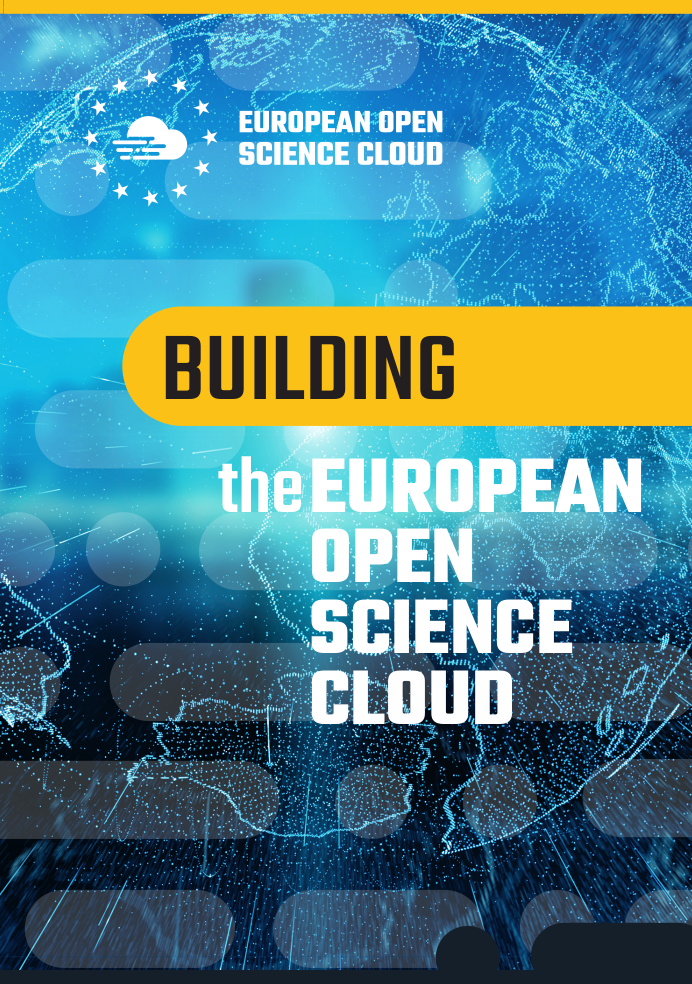 EUROPEAN OPEN
SCIENCE CLOUD
BUILDING
the EUROPEAN
OPEN
SCIENCE
CLOUD